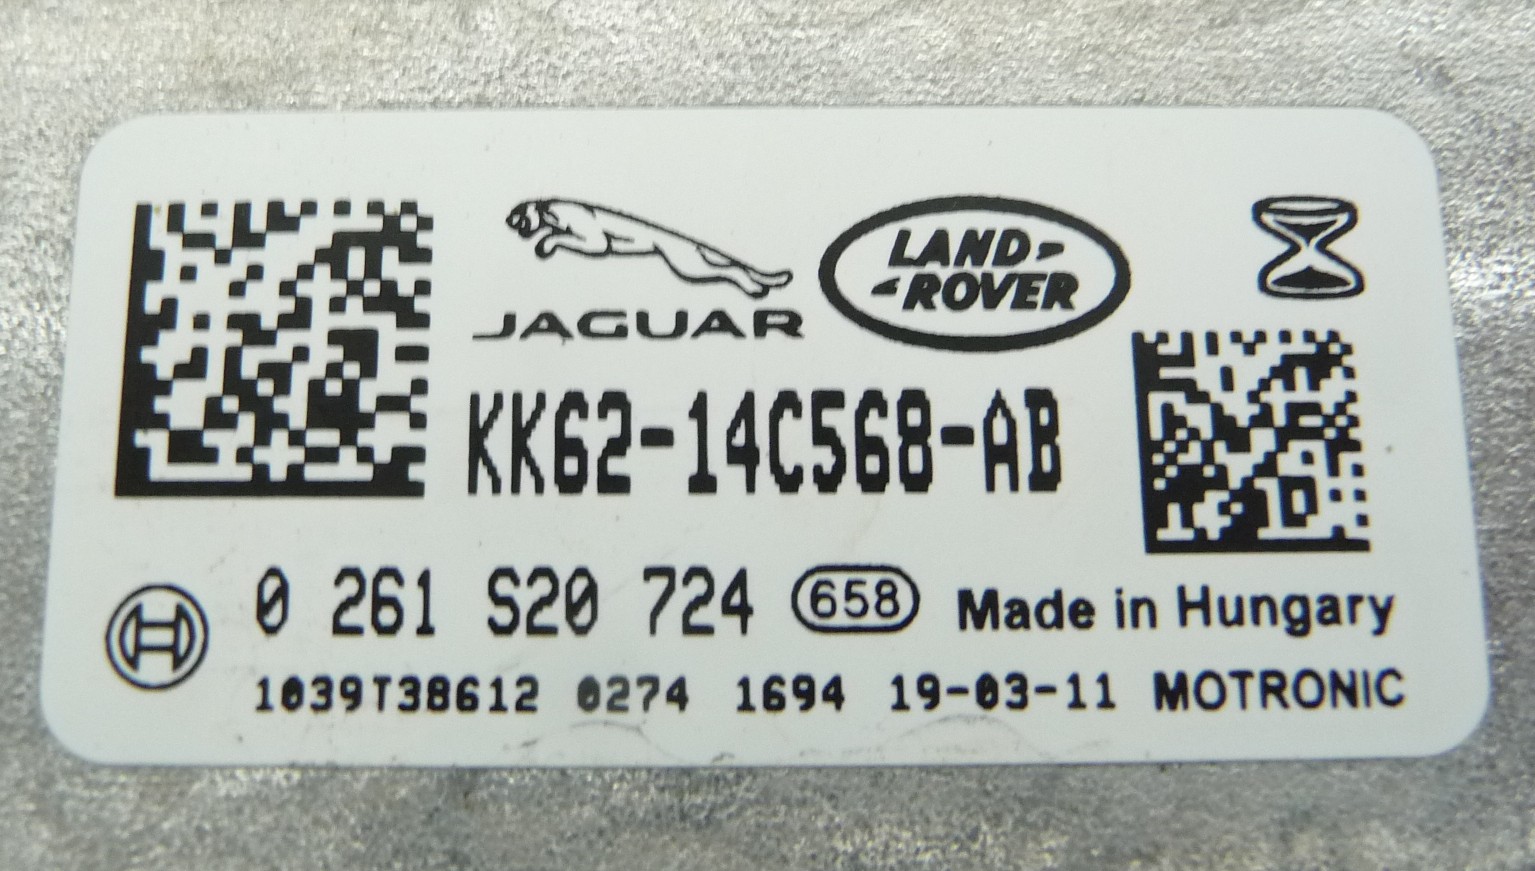 JAGUAR
LAND-
-ROVER
KK62-14C568-AB
0 261 S20 724 658 Made in Hungary
1039T38612 0274 1694 19-03-11 MOTRONIC